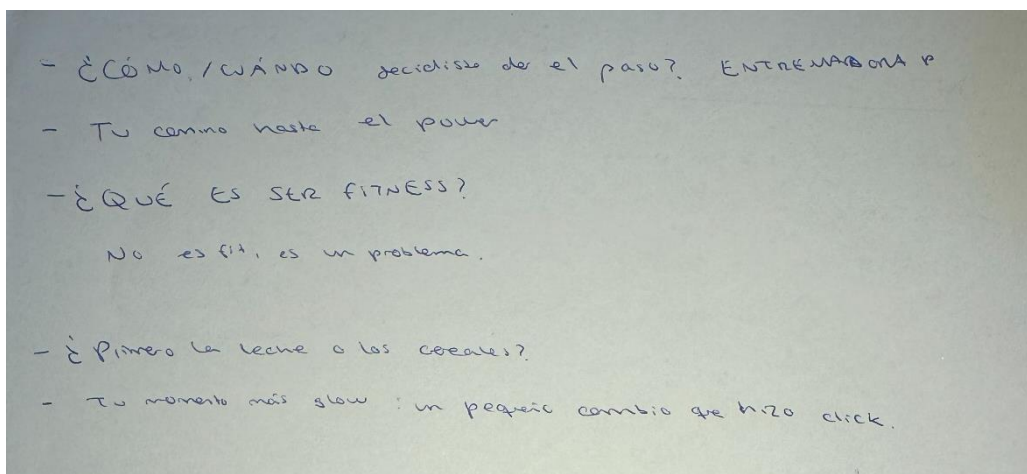 - ¿CÓMO / CUÁNDO decidiste dar el paso? ENTRENADORA P
- Tu camino hasta el power
- ¿QUÉ ES SER FITNESS?
No es fit, es un problema.
- ¿Primero la leche o los cereales?
- Tu momento más glow : un pequeño cambio que hizo click.